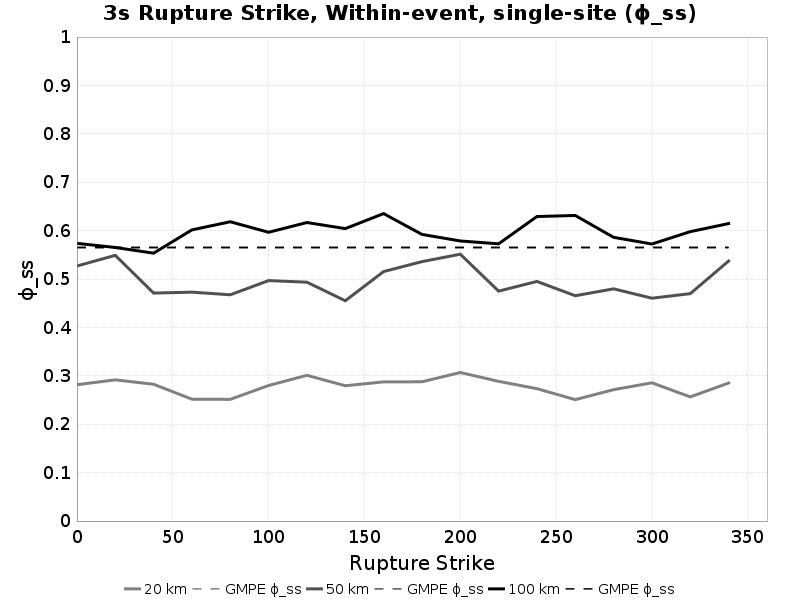 3s Rupture Strike, Within-event, single-site (ϕ_ss)
1
0.9
0.8
0.7
0.6
0.5
0.4
0.3
0.2
0.1
0
ϕ_ss
0 50 100 150 200 250 300 350
Rupture Strike
20 km GMPE ϕ_ss 50 km GMPE ϕ_ss 100 km GMPE ϕ_ss